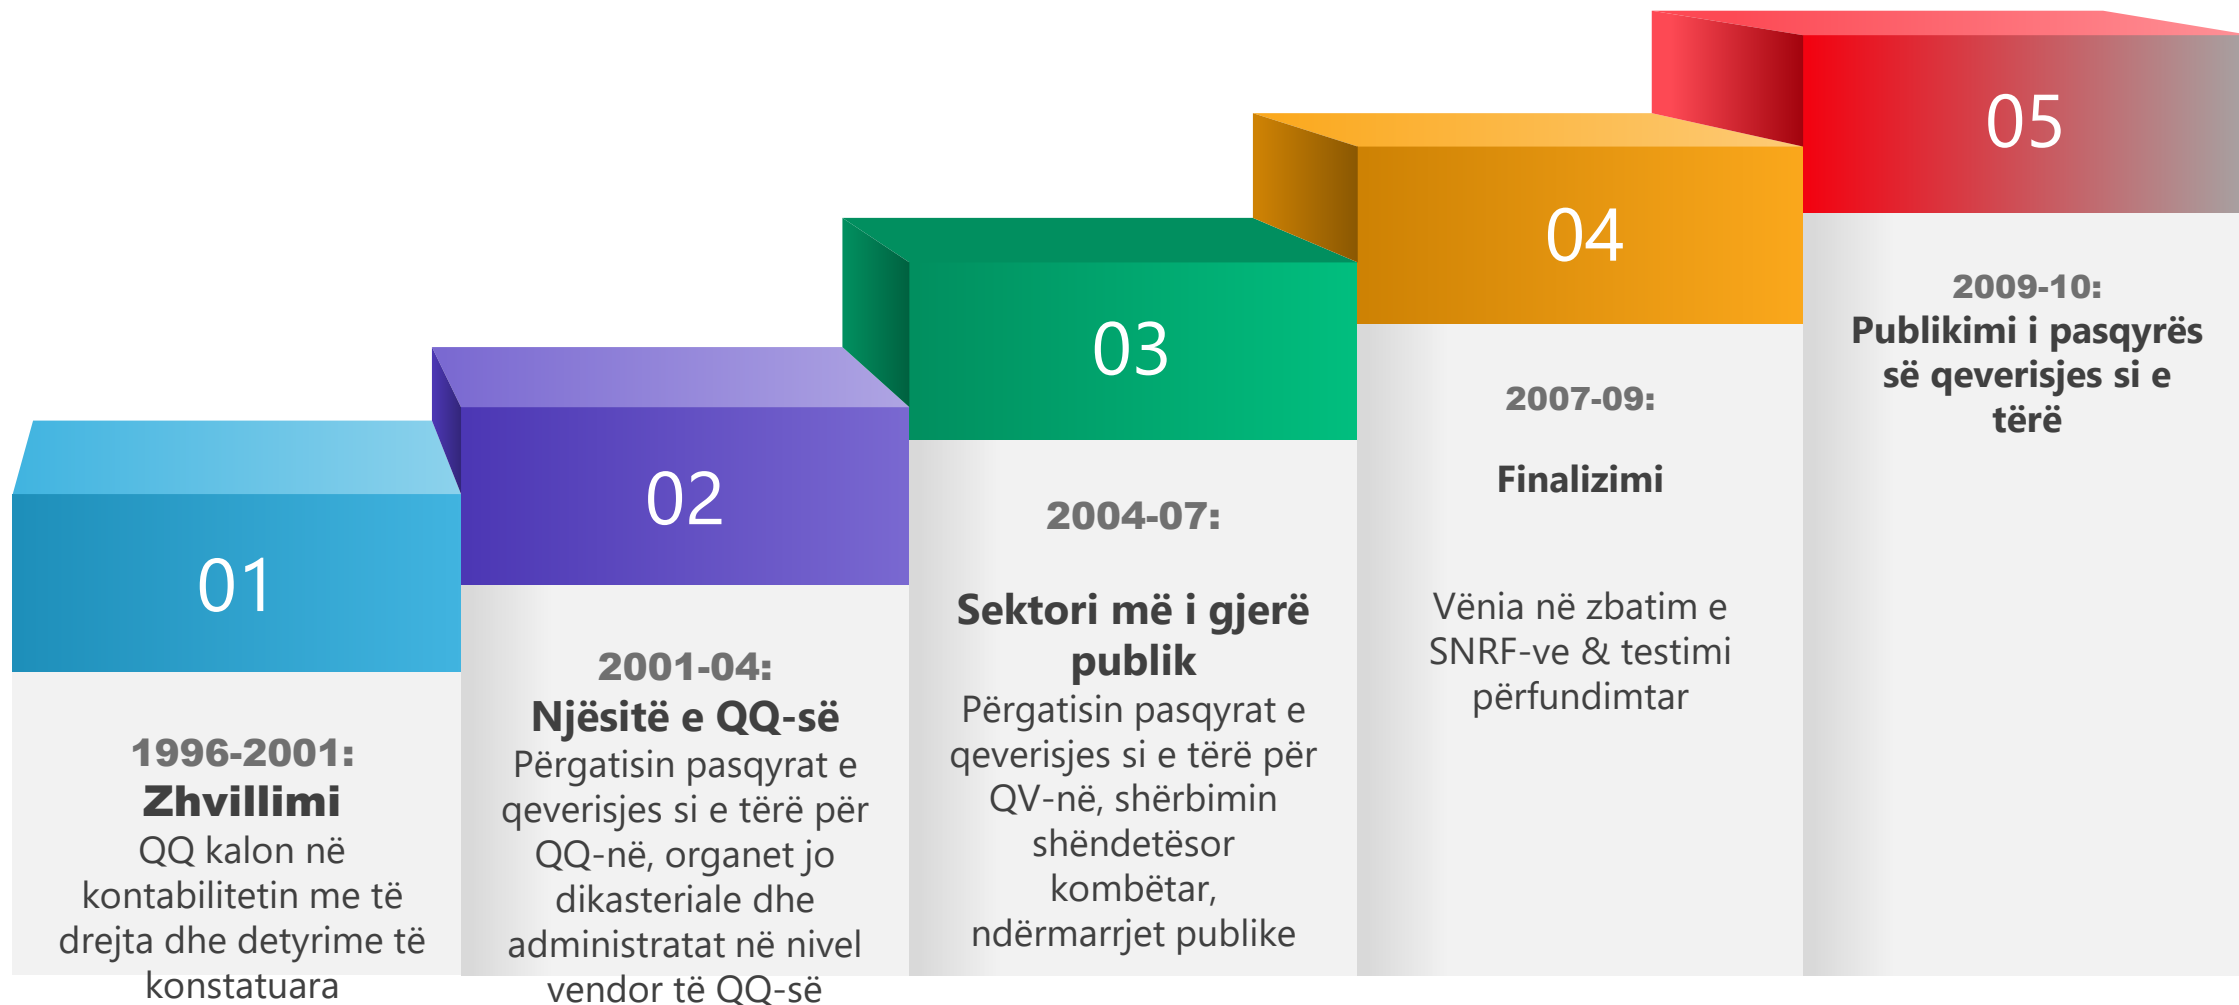 01
1996-2001:
Zhvillimi
QQ kalon në
kontabilitetin me të
drejta dhe detyrime të
konstatuara
02
2001-04:
Njësitë e QQ-së
Përgatisin pasqyrat e
qeverisjes si e tërë për
QQ-në, organet jo
dikasteriale dhe
administratat në nivel
vendor të QQ-së
03
2004-07:
Sektori më i gjerë
publik
Përgatisin pasqyrat e
qeverisjes si e tërë për
QV-në, shërbimin
shëndetësor
kombëtar,
ndërmarrjet publike
04
2007-09:
Finalizimi
Vënia në zbatim e
SNRF-ve & testimi
përfundimtar
05
2009-10:
Publikimi i pasqyrës
së qeverisjes si e
tërë